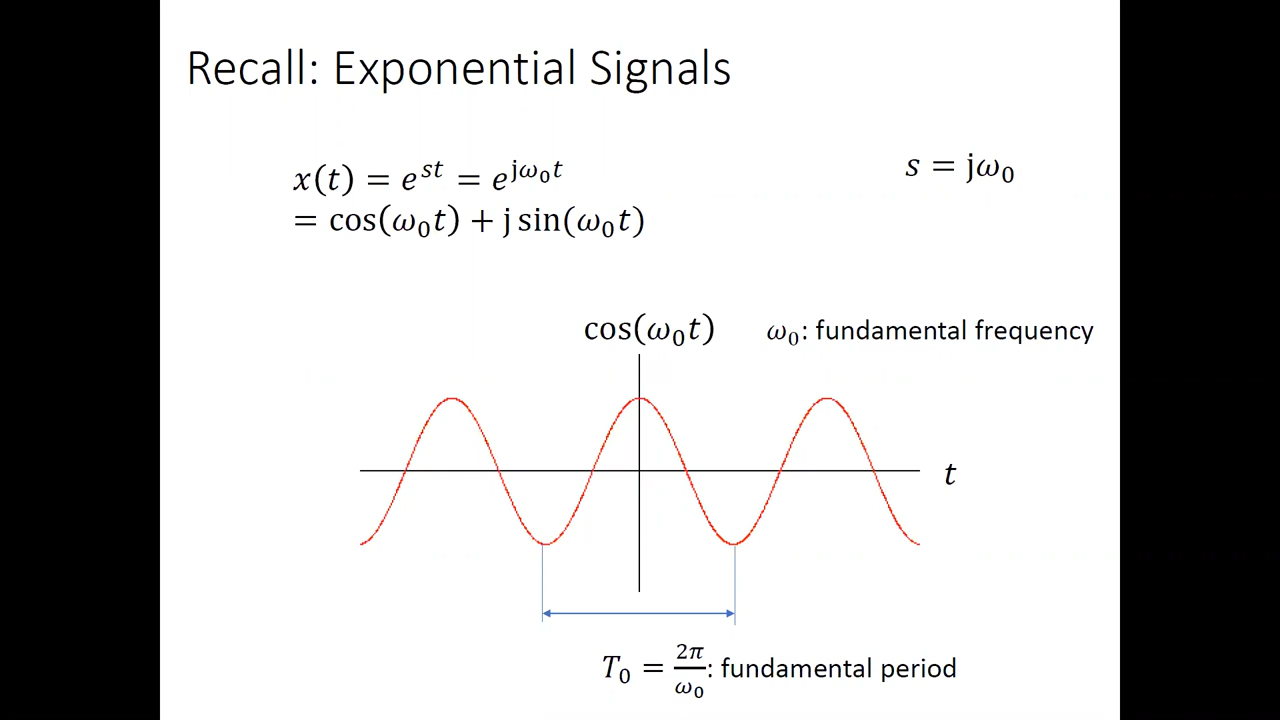 Recall: Exponential Signals
x(t) = e^{st} = e^{jω₀t}
s = jω₀
= cos(ω₀t) + j sin(ω₀t)
cos(ω₀t)
ω₀: fundamental frequency
t
T₀ = 2π/ω₀: fundamental period